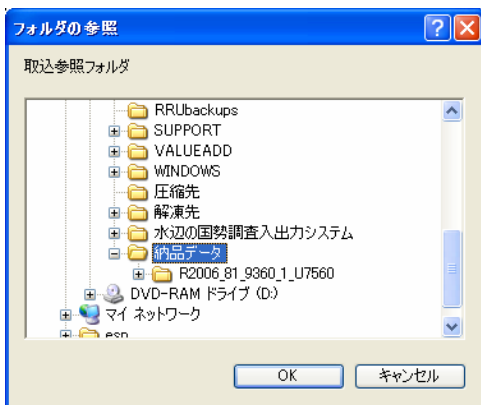 フォルダの参照
取込参照フォルダ
RRUbackups
SUPPORT
VALUEADD
WINDOWS
圧縮先
解凍先
水辺の国勢調査入出力システム
納品データ
R2006_81_9360_1_U7560
DVD-RAM ドライブ (D:)
マイ ネットワーク
esp
OK
キャンセル